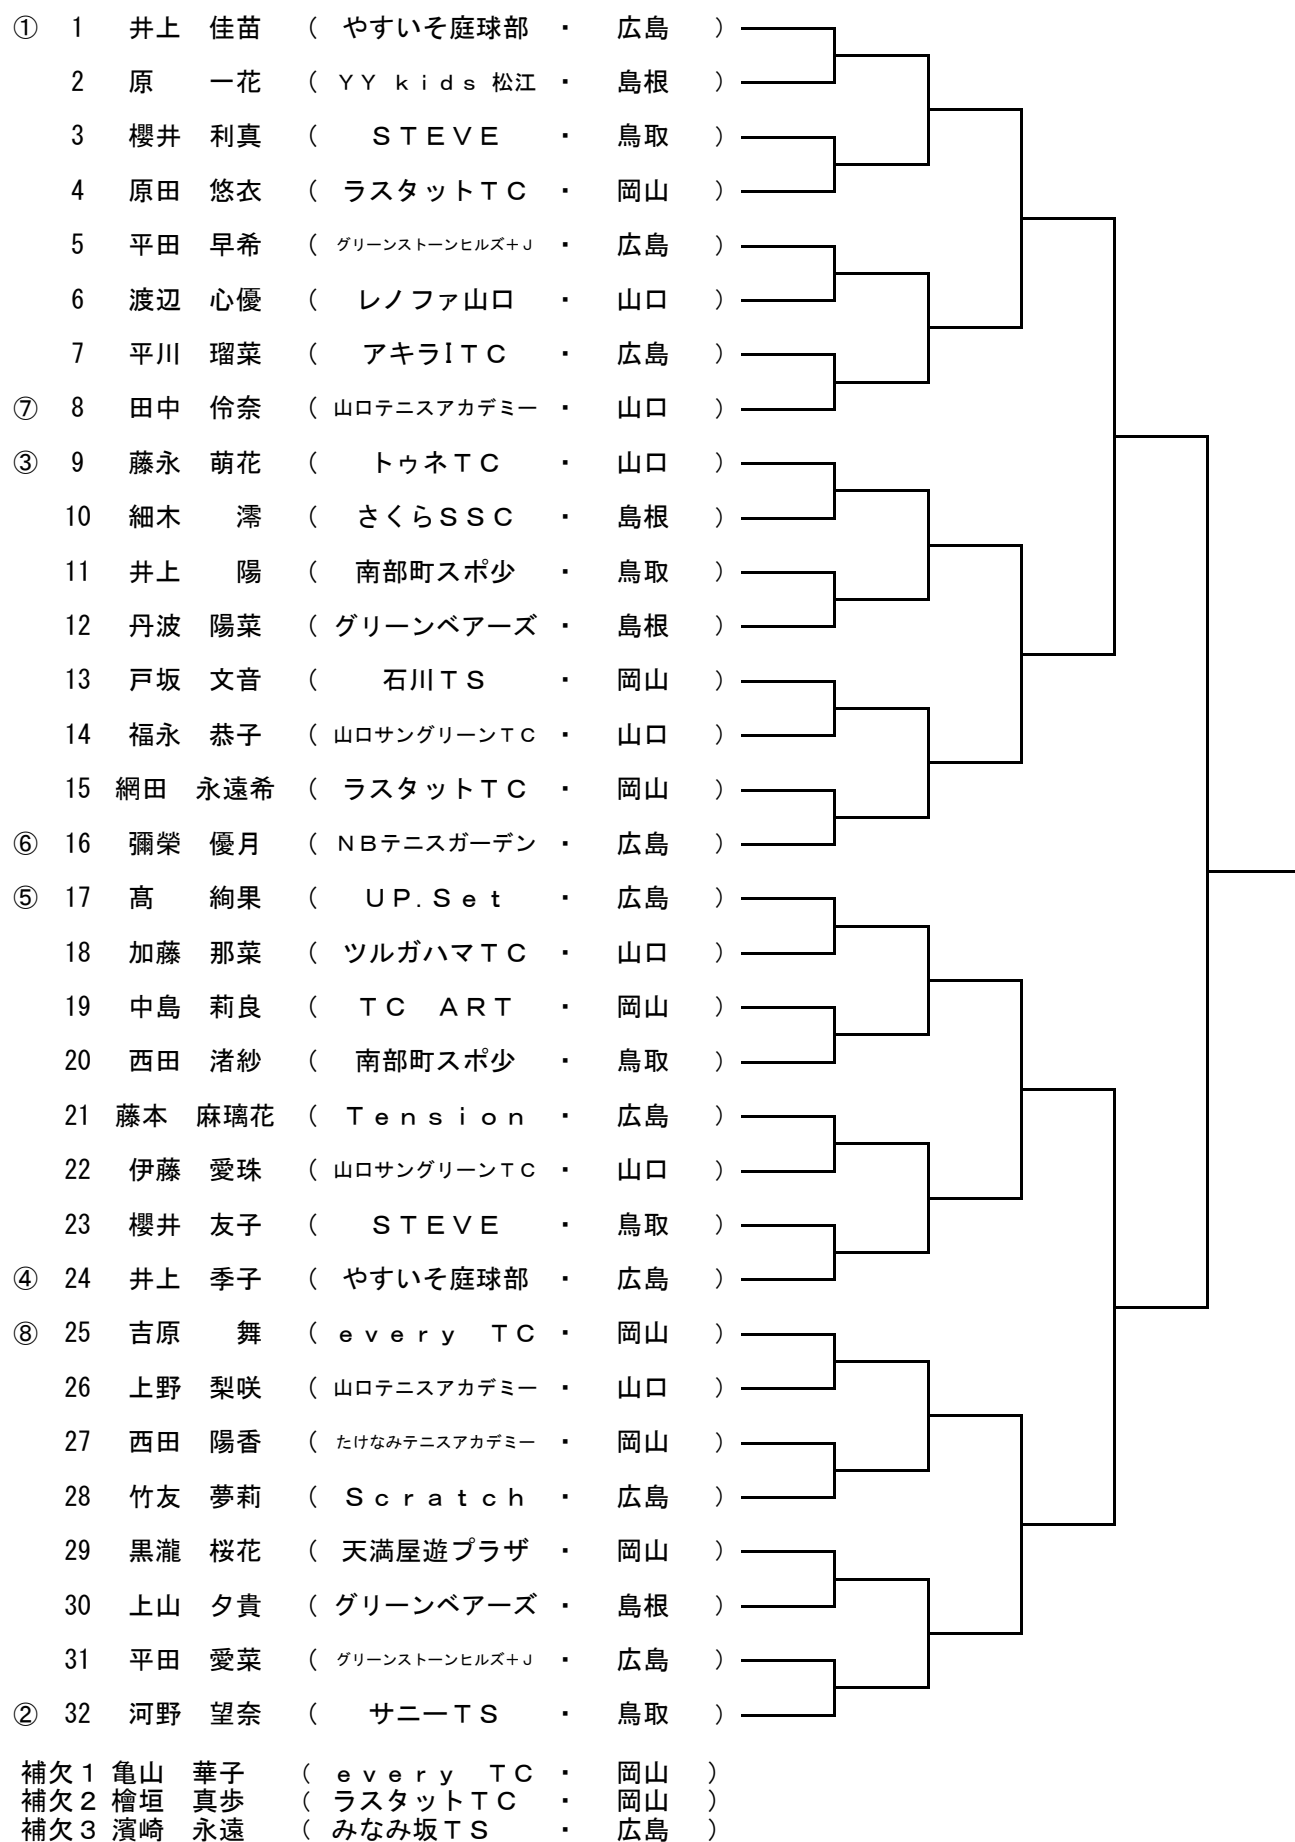 ① 1 井上 佳苗 ( やすいそ庭球部 ・ 広島 )
2 原 一花 ( YY kids 松江 ・ 島根 )
3 櫻井 利真 ( STEVE ・ 鳥取 )
4 原田 悠衣 ( ラスタットTC ・ 岡山 )
5 平田 早希 ( グリーンストーンヒルズ+J ・ 広島 )
6 渡辺 心優 ( レノファ山口 ・ 山口 )
7 平川 瑠菜 ( アキラITC ・ 広島 )
⑦ 8 田中 伶奈 ( 山口テニスアカデミー ・ 山口 )
③ 9 藤永 萌花 ( トゥネTC ・ 山口 )
10 細木 澪 ( さくらSSC ・ 島根 )
11 井上 陽 ( 南部町スポ少 ・ 鳥取 )
12 丹波 陽菜 ( グリーンベアーズ ・ 島根 )
13 戸坂 文音 ( 石川TS ・ 岡山 )
14 福永 恭子 ( 山口サングリーンTC ・ 山口 )
15 網田 永遠希 ( ラスタットTC ・ 岡山 )
⑥ 16 彌榮 優月 ( NBテニスガーデン ・ 広島 )
⑤ 17 髙 絢果 ( UP.Set ・ 広島 )
18 加藤 那菜 ( ツルガハマTC ・ 山口 )
19 中島 莉良 ( TC ART ・ 岡山 )
20 西田 渚紗 ( 南部町スポ少 ・ 鳥取 )
21 藤本 麻璃花 ( Tension ・ 広島 )
22 伊藤 愛珠 ( 山口サングリーンTC ・ 山口 )
23 櫻井 友子 ( STEVE ・ 鳥取 )
④ 24 井上 季子 ( やすいそ庭球部 ・ 広島 )
⑧ 25 吉原 舞 ( every TC ・ 岡山 )
26 上野 梨咲 ( 山口テニスアカデミー ・ 山口 )
27 西田 陽香 ( たけなみテニスアカデミー ・ 岡山 )
28 竹友 夢莉 ( Scratch ・ 広島 )
29 黒瀧 桜花 ( 天満屋遊プラザ ・ 岡山 )
30 上山 夕貴 ( グリーンベアーズ ・ 島根 )
31 平田 愛菜 ( グリーンストーンヒルズ+J ・ 広島 )
② 32 河野 望奈 ( サニーTS ・ 鳥取 )
補欠1 亀山 華子 ( every TC ・ 岡山 )
補欠2 檜垣 真歩 ( ラスタットTC ・ 岡山 )
補欠3 濱崎 永遠 ( みなみ坂TS ・ 広島 )